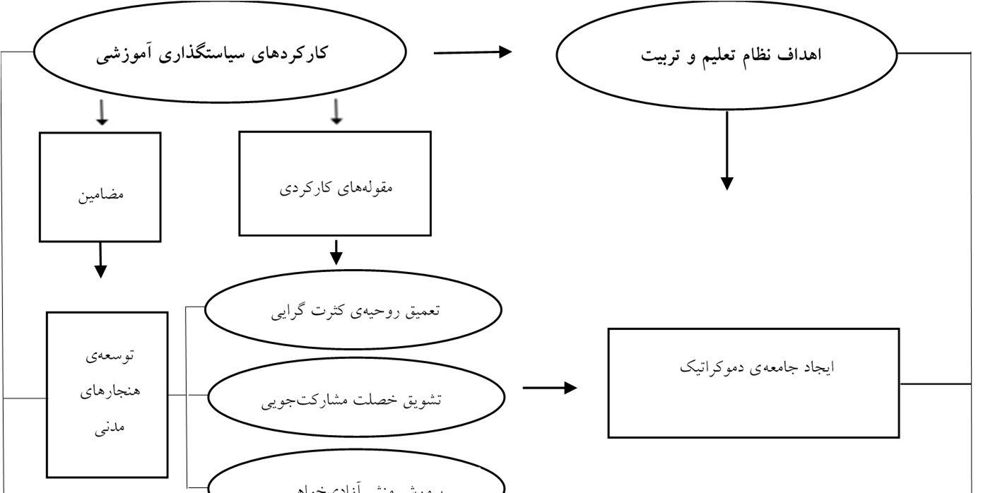 اهداف نظام تعلیم و تربیت
کارکردهای سیاستگذاری آموزشی
مقوله‌های کارکردی
مضامین
تعمیق روحیه‌ی کثرت گرایی
توسعه‌ی
هنجارهای
مدنی
تشویق خصلت مشارکت‌جویی
ایجاد جامعه‌ی دموکراتیک